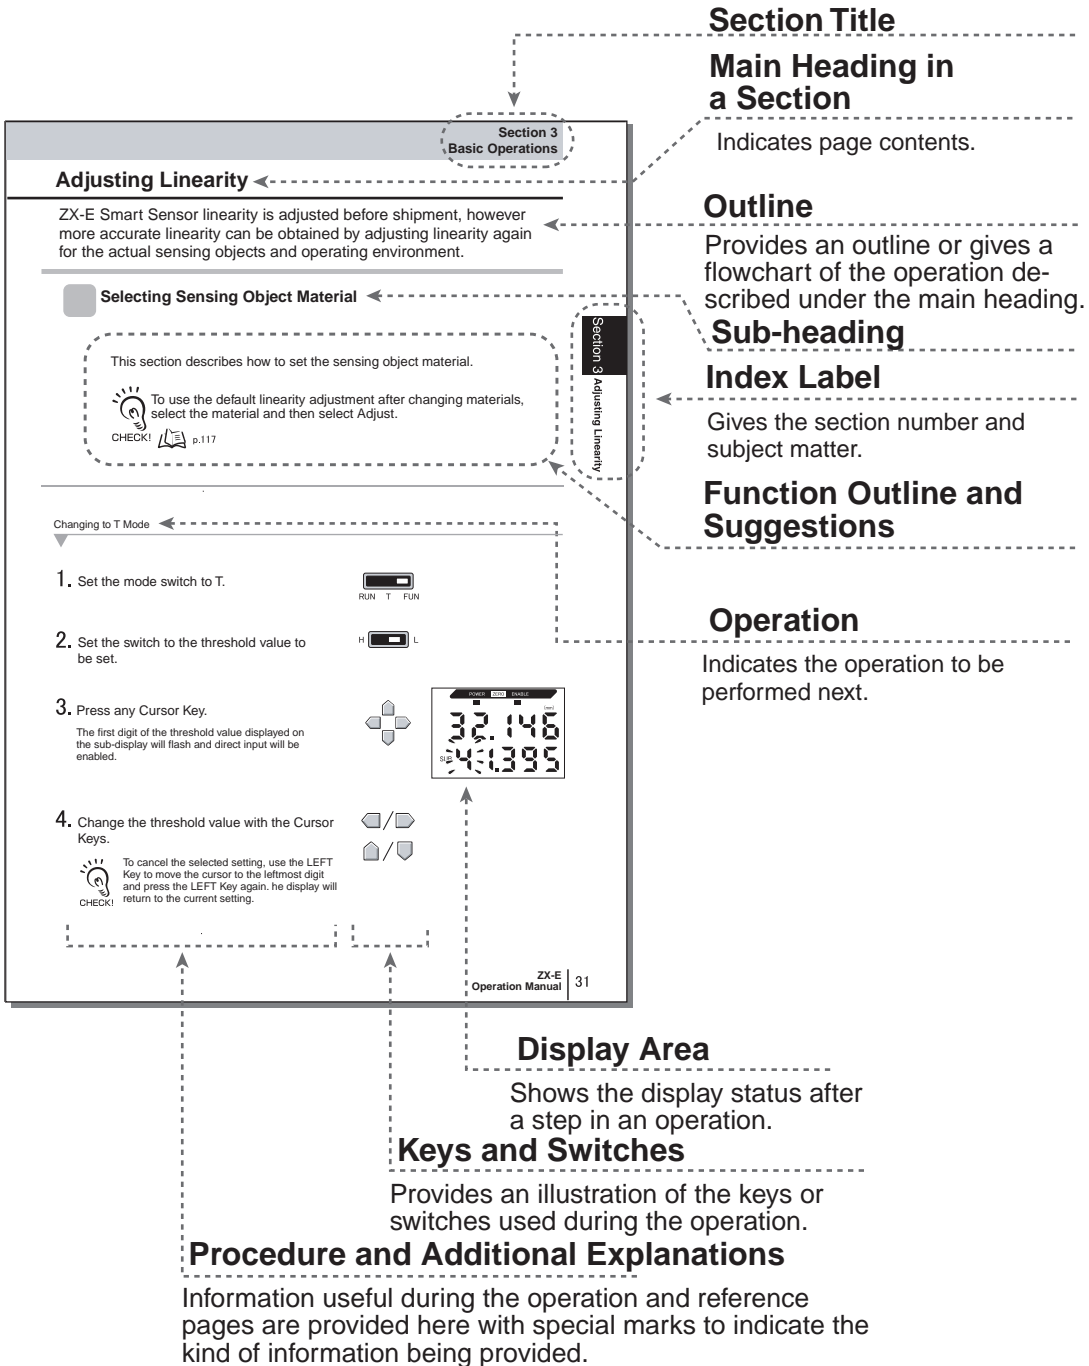 Section Title
Main Heading in
a Section
Indicates page contents.
Section 3
Basic Operations
Adjusting Linearity
ZX-E Smart Sensor linearity is adjusted before shipment, however
more accurate linearity can be obtained by adjusting linearity again
for the actual sensing objects and operating environment.
Outline
Provides an outline or gives a
flowchart of the operation de-
scribed under the main heading.
Selecting Sensing Object Material
Sub-heading
This section describes how to set the sensing object material.
To use the default linearity adjustment after changing materials,
select the material and then select Adjust.
CHECK! p.117
Section 3 Adjusting Linearity
Index Label
Gives the section number and
subject matter.
Function Outline and
Suggestions
Changing to T Mode
Operation
Indicates the operation to be
performed next.
1. Set the mode switch to T.
RUN T FUN
2. Set the switch to the threshold value to
be set.
H L
3. Press any Cursor Key.
The first digit of the threshold value displayed on
the sub-display will flash and direct input will be
enabled.
POWER ZERO ENABLE
(mm)
32.146
SUB 41.395
4. Change the threshold value with the Cursor
Keys.
/
/
To cancel the selected setting, use the LEFT
Key to move the cursor to the leftmost digit
and press the LEFT Key again. he display will
return to the current setting.
CHECK!
ZX-E
Operation Manual
31
Display Area
Shows the display status after
a step in an operation.
Keys and Switches
Provides an illustration of the keys or
switches used during the operation.
Procedure and Additional Explanations
Information useful during the operation and reference
pages are provided here with special marks to indicate the
kind of information being provided.